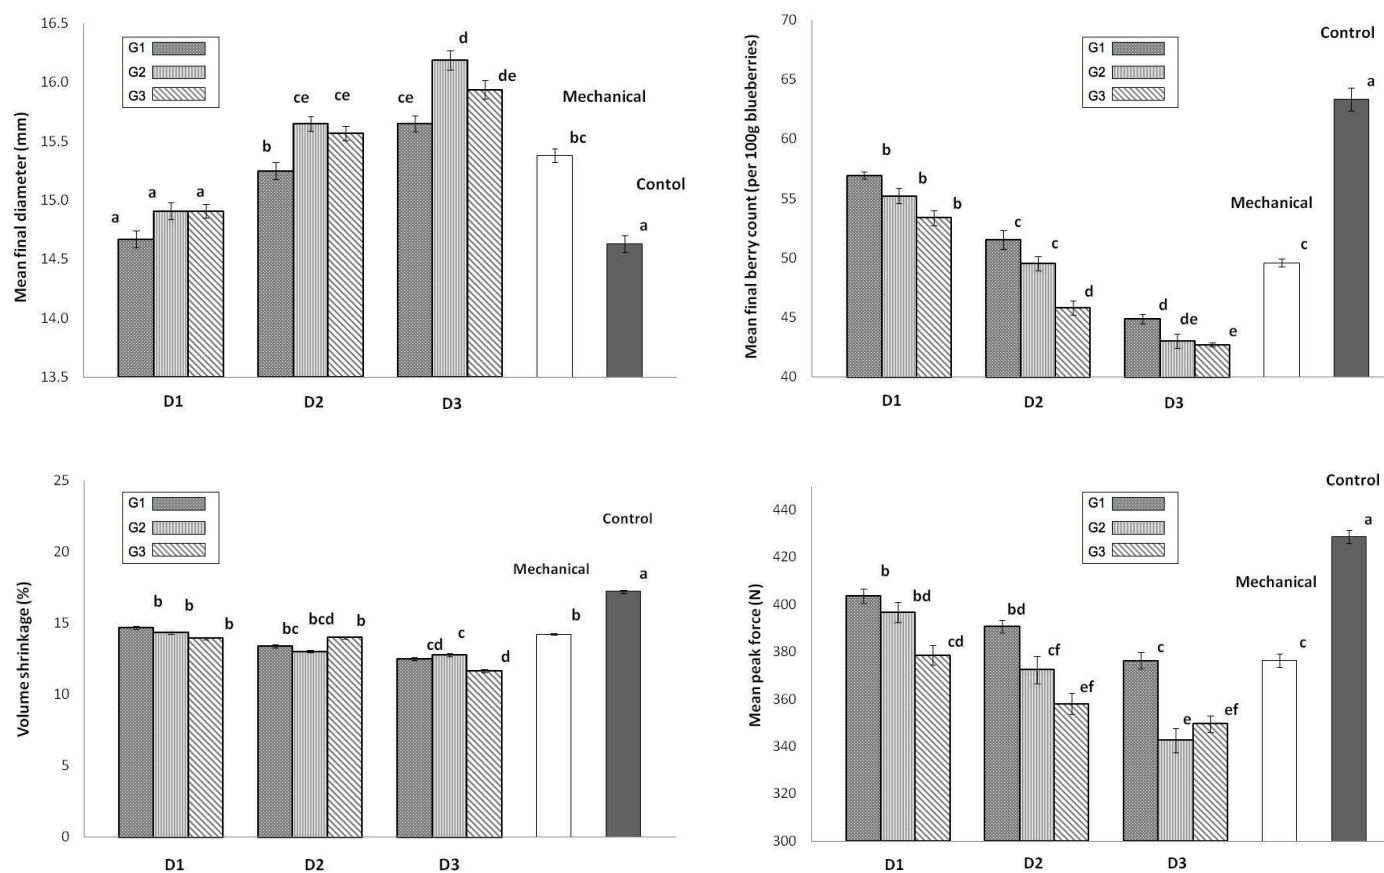 Mean final diameter (mm)
16.5
16.0
15.5
15.0
14.5
14.0
13.5
G1
G2
G3
a
a
a
b
ce
ce
ce
d
de
Mechanical
bc
Contol
a
D1
D2
D3
Mean final berry count (per 100g blueberries)
70
65
60
55
50
45
40
G1
G2
G3
b
b
b
c
c
d
d
de
e
Mechanical
c
Control
a
D1
D2
D3
Volume shrinkage (%)
25
20
15
10
5
0
G1
G2
G3
b
b
b
bc
bcd
b
cd
c
d
Mechanical
b
Control
a
D1
D2
D3
Mean peak force (N)
440
420
400
380
360
340
320
300
G1
G2
G3
b
bd
cd
bd
cf
ef
c
e
ef
Mechanical
c
Control
a
D1
D2
D3